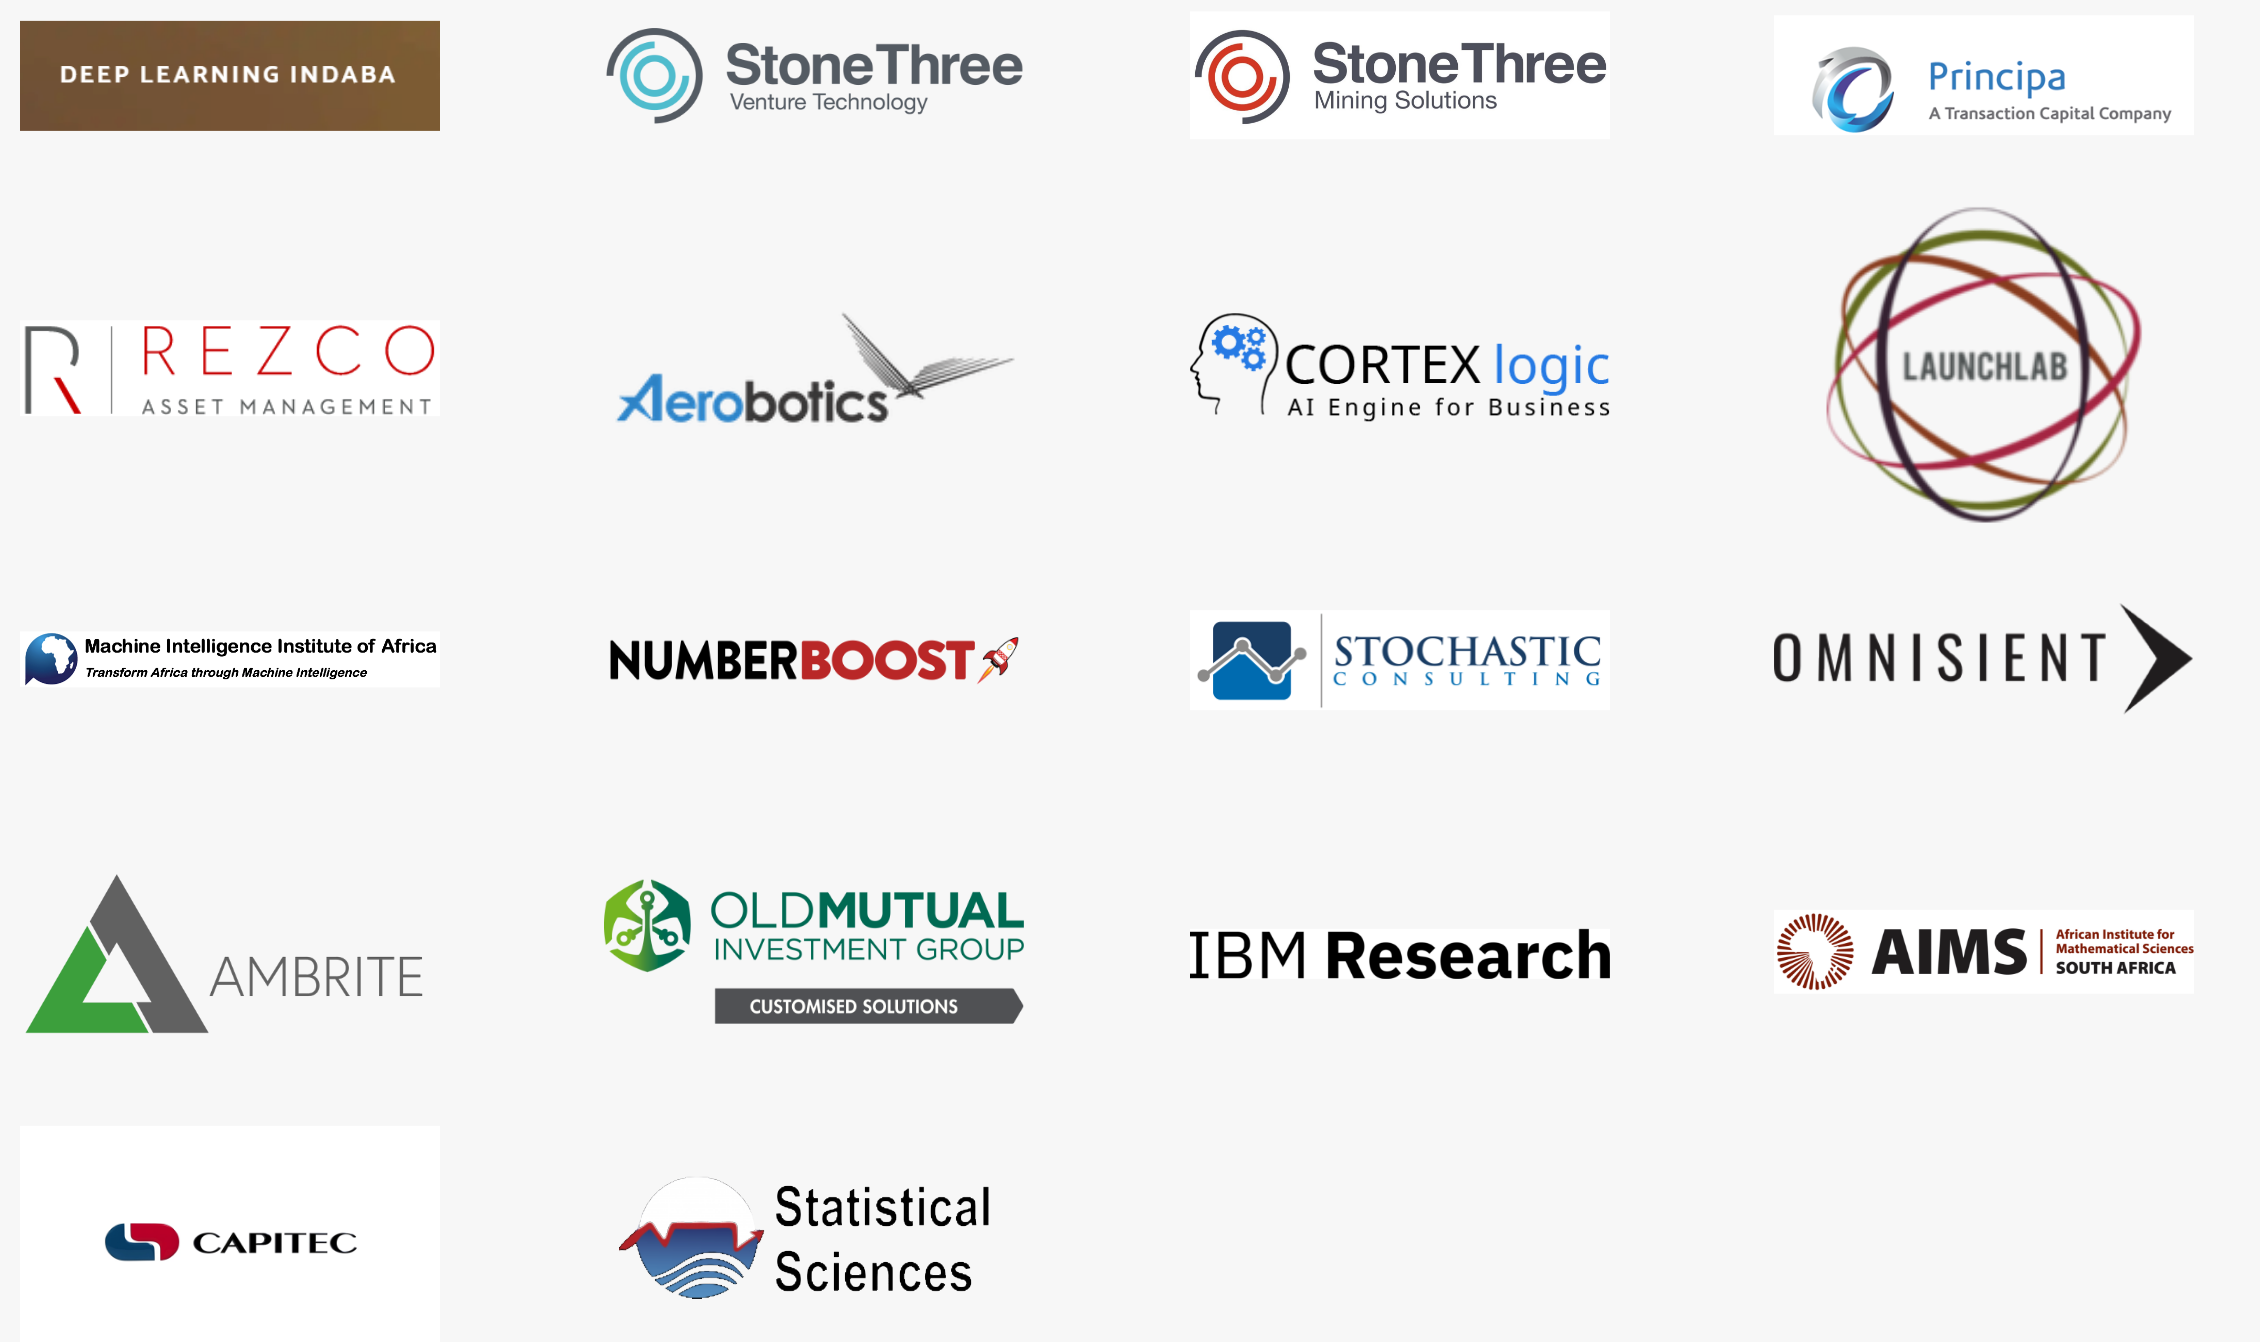 DEEP LEARNING INDABA
StoneThree
Venture Technology
StoneThree
Mining Solutions
Principa
A Transaction Capital Company
REZCO
ASSET MANAGEMENT
Aerobotics
CORTEX logic
AI Engine for Business
LAUNCHLAB
Machine Intelligence Institute of Africa
Transform Africa through Machine Intelligence
NUMBERBOOST
STOCHASTIC
CONSULTING
OMNISIENT
AMBRITE
OLDMUTUAL
INVESTMENT GROUP
CUSTOMISED SOLUTIONS
IBM Research
AIMS
African Institute for
Mathematical Sciences
SOUTH AFRICA
CAPITEC
Statistical
Sciences